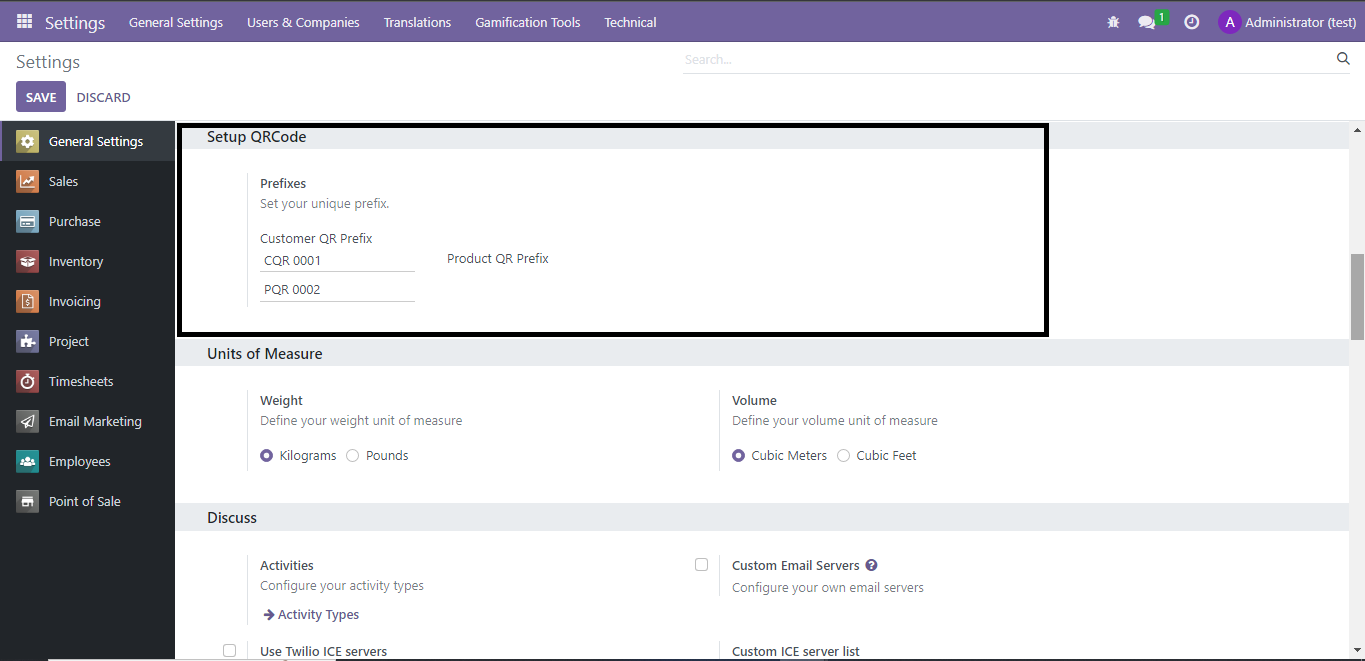 Settings General Settings Users & Companies Translations Gamification Tools Technical 1 A Administrator (test)
Settings Search...
SAVE DISCARD
General Settings
Sales
Purchase
Inventory
Invoicing
Project
Timesheets
Email Marketing
Employees
Point of Sale
Setup QRCode
Prefixes
Set your unique prefix.
Customer QR Prefix
CQR 0001 Product QR Prefix
PQR 0002
Units of Measure
Weight Volume
Define your weight unit of measure Define your volume unit of measure
Kilograms Pounds Cubic Meters Cubic Feet
Discuss
Activities Custom Email Servers ?
Configure your activity types Configure your own email servers
Activity Types
Use Twilio ICE servers Custom ICE server list